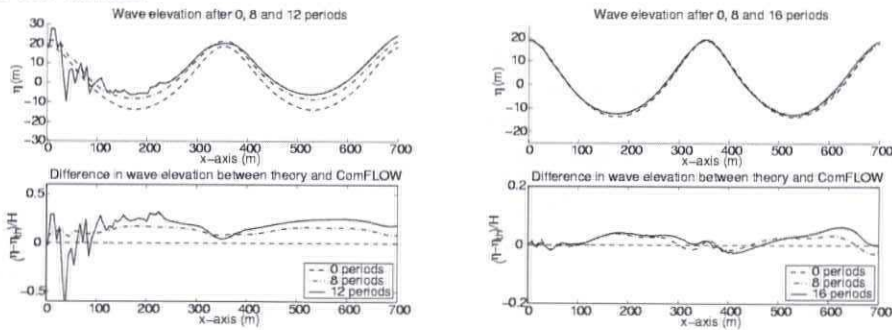 Wave elevation after 0, 8 and 12 periods
30
20
10
0
-10
-20
-30
η (m)
0 100 200 300 400 500 600 700
x-axis (m)
Difference in wave elevation between theory and ComFLOW
0.5
0
-0.5
(η-ηth)/H
0 periods
8 periods
12 periods
0 100 200 300 400 500 600 700
x-axis (m)
Wave elevation after 0, 8 and 16 periods
20
10
0
-10
-20
η (m)
0 100 200 300 400 500 600 700
x-axis (m)
Difference in wave elevation between theory and ComFLOW
0.2
0
-0.2
(η-ηth)/H
0 periods
8 periods
16 periods
0 100 200 300 400 500 600 700
x-axis (m)